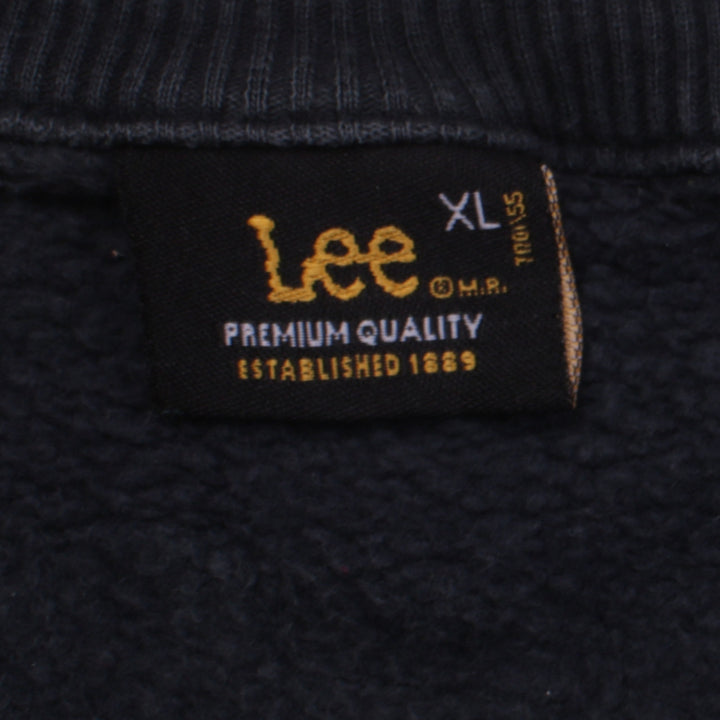 XL
Lee ® M.R.
PREMIUM QUALITY
ESTABLISHED 1889